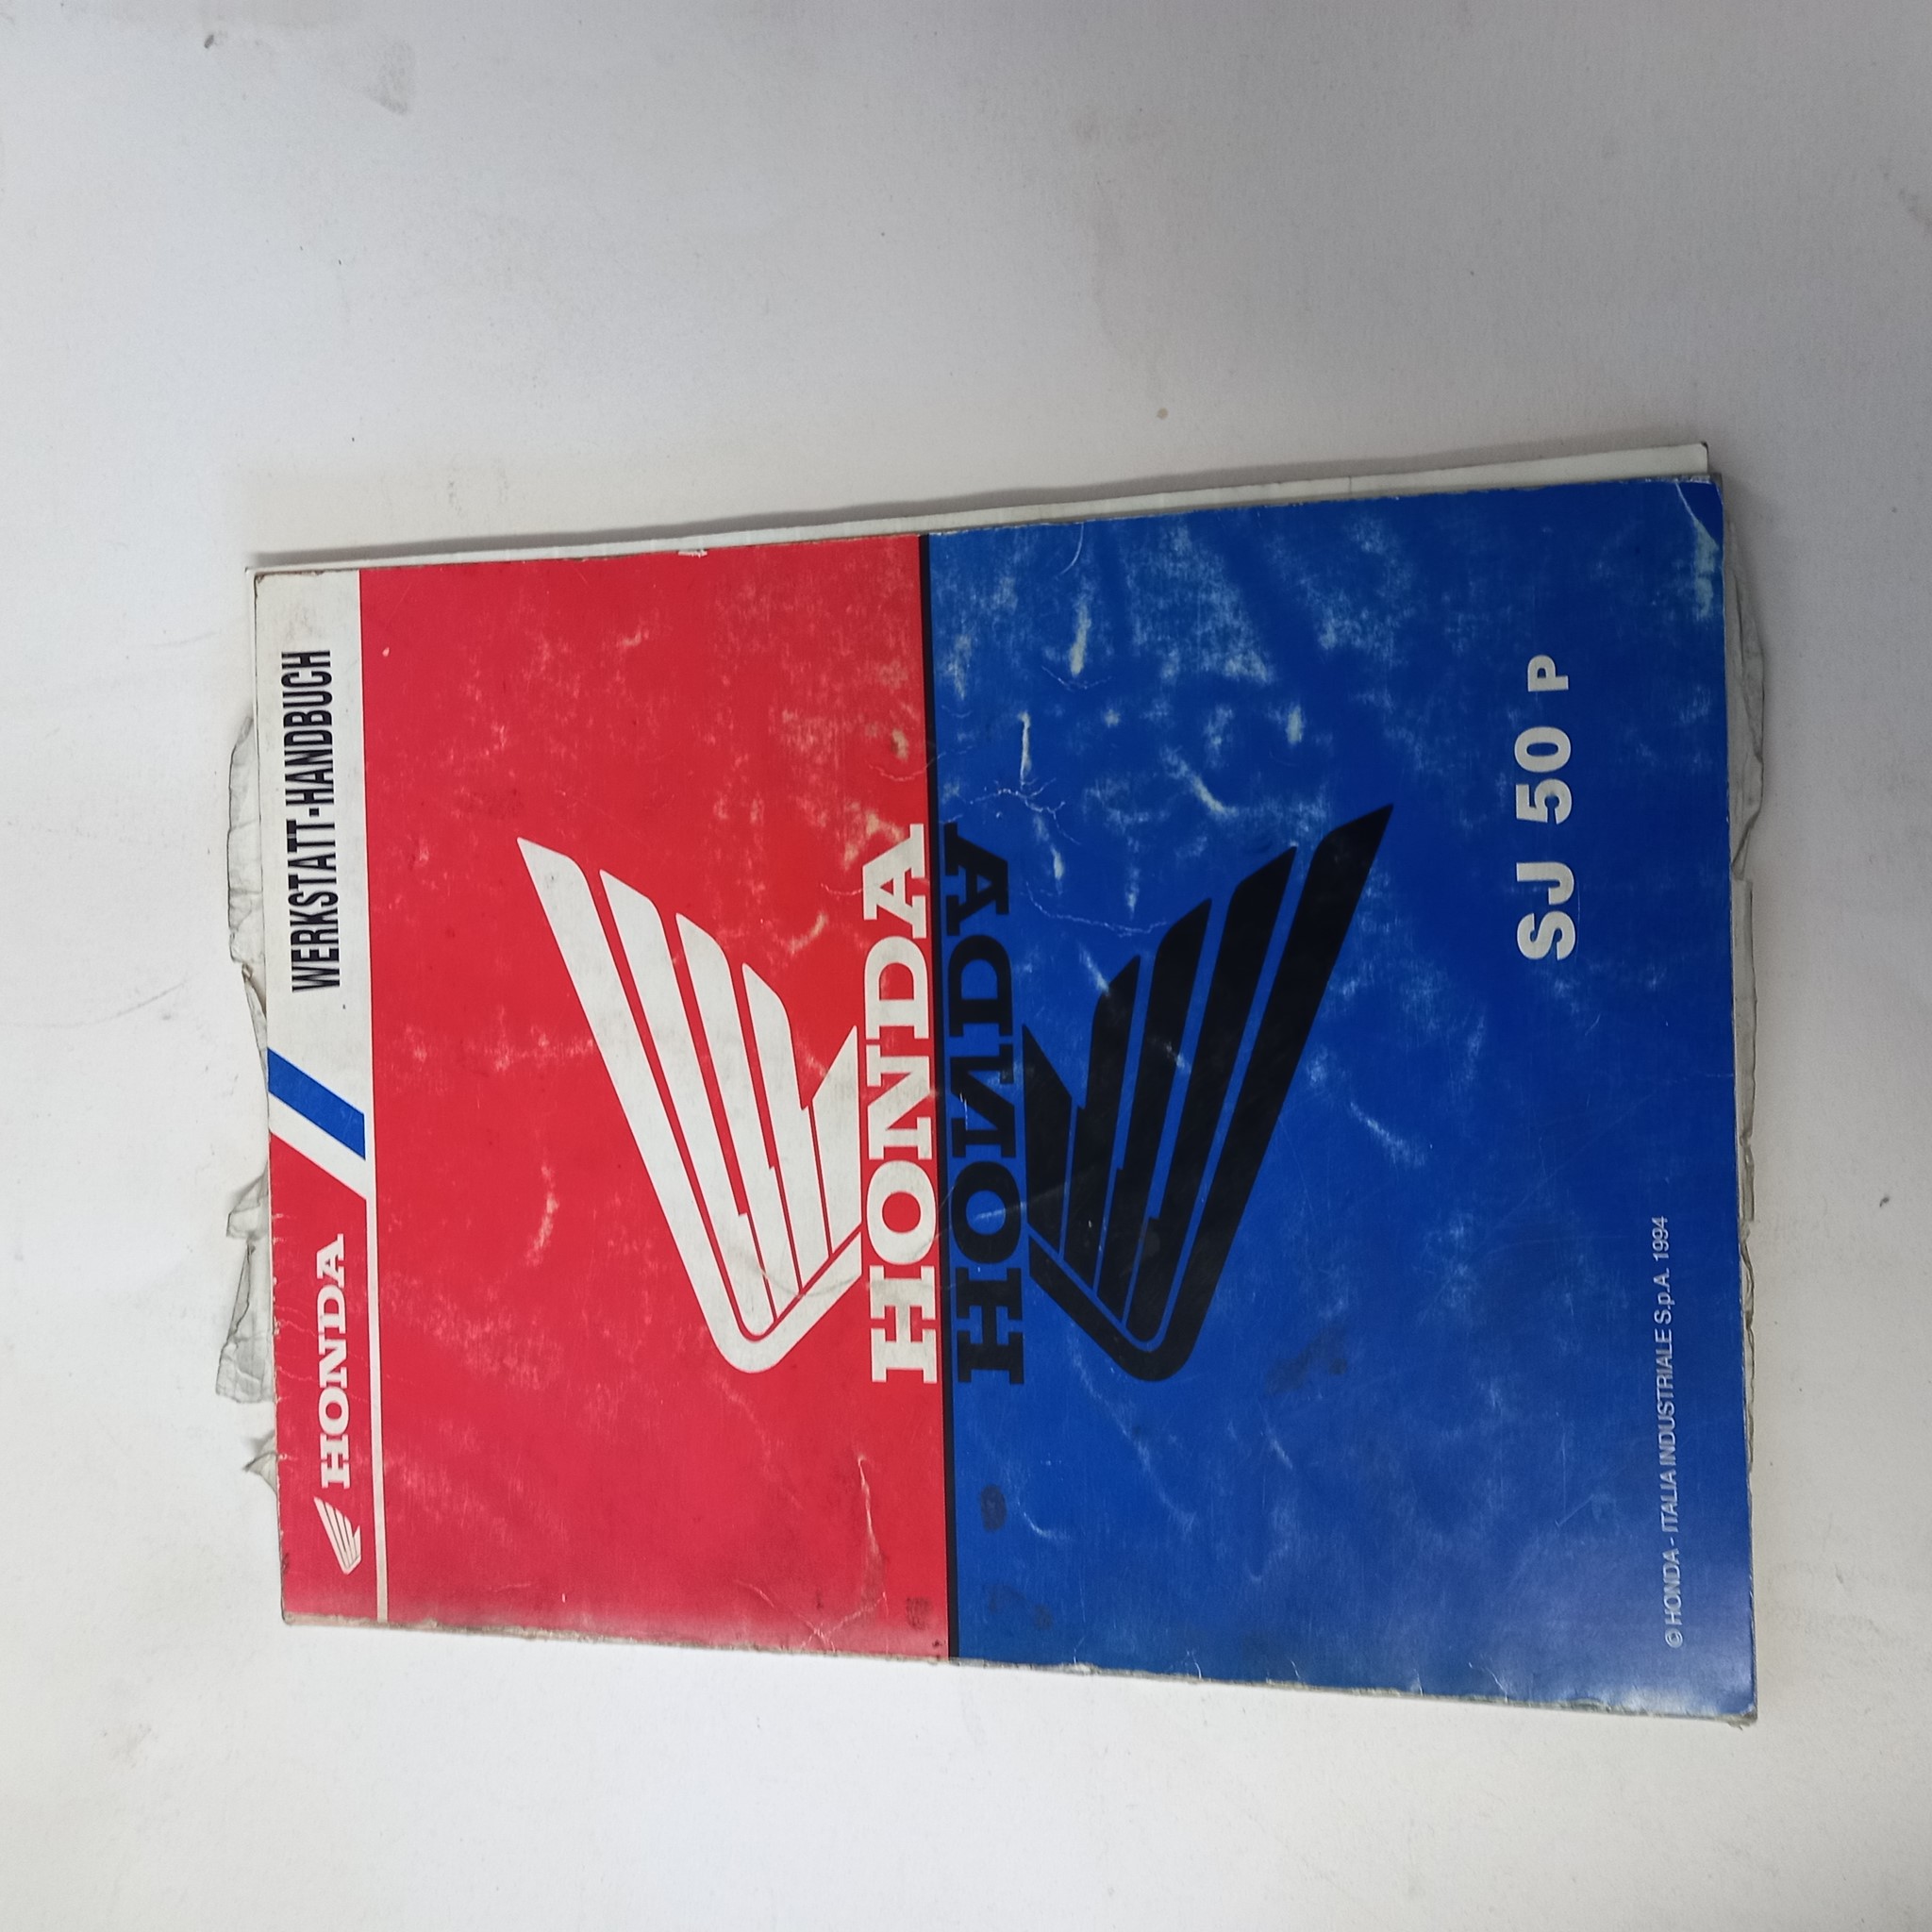 HONDA
WERKSTATT-HANDBUCH
HONDA
HONDA
SJ 50 P
© HONDA - ITALIA INDUSTRIALE S.p.A. 1994